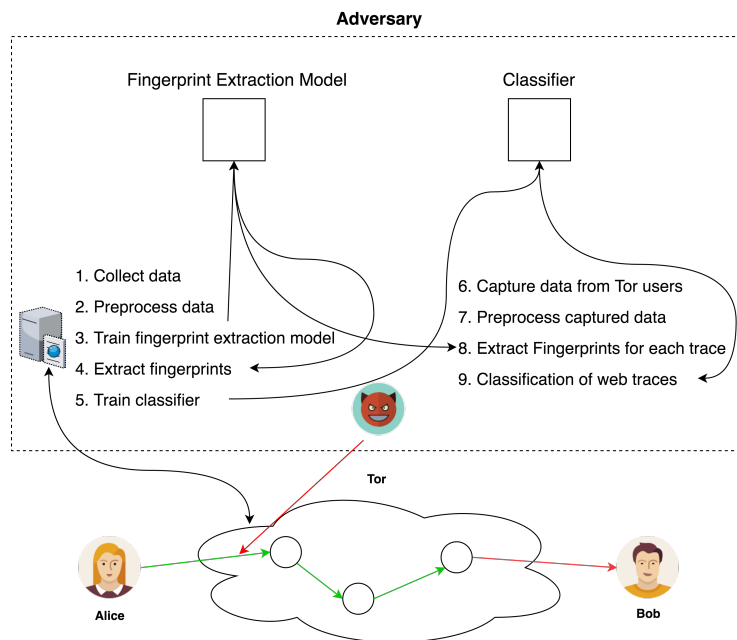 Adversary
Fingerprint Extraction Model
Classifier
1. Collect data
2. Preprocess data
3. Train fingerprint extraction model
4. Extract fingerprints
5. Train classifier
6. Capture data from Tor users
7. Preprocess captured data
8. Extract Fingerprints for each trace
9. Classification of web traces
Tor
Alice
Bob